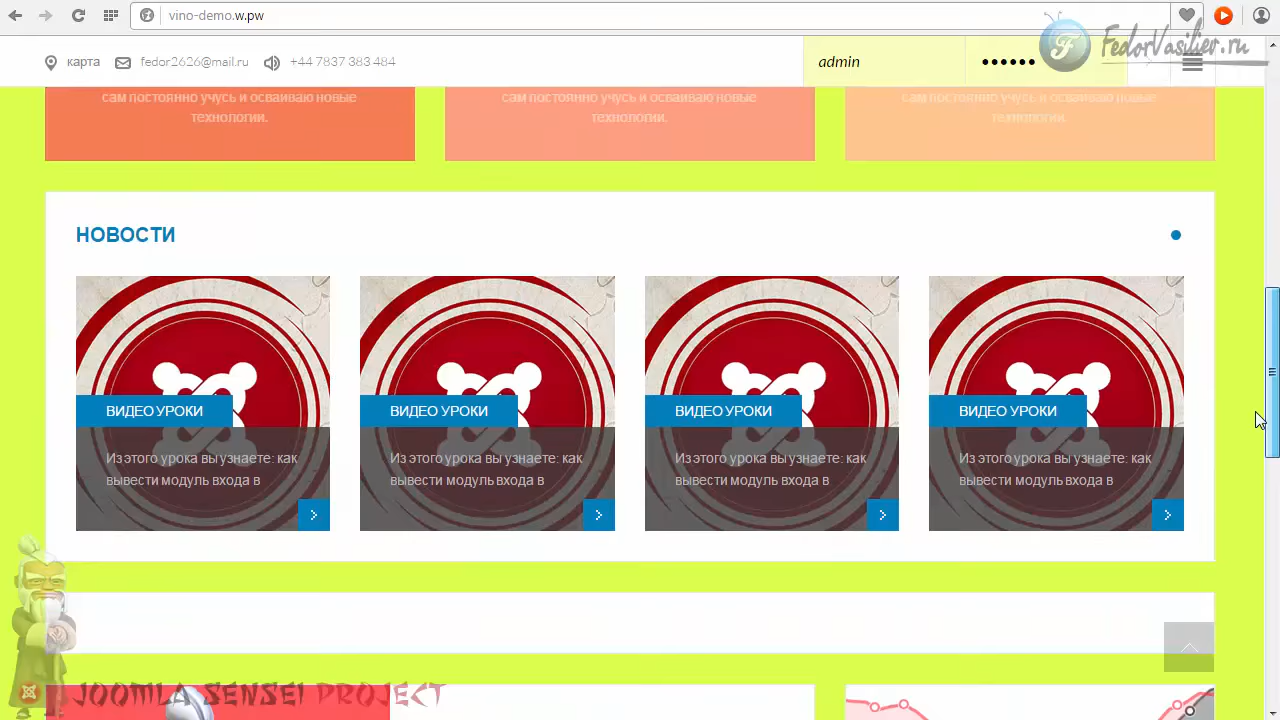 vino-demo.w.pw
FedorVasilier.ru
карта
fedor2626@mail.ru
+44 7837 383 484
admin
сам постоянно учусь и осваиваю новые
технологии.
сам постоянно учусь и осваиваю новые
технологии.
сам постоянно учусь и осваиваю новые
технологии.
НОВОСТИ
ВИДЕО УРОКИ
Из этого урока вы узнаете: как
вывести модуль входа в
ВИДЕО УРОКИ
Из этого урока вы узнаете: как
вывести модуль входа в
ВИДЕО УРОКИ
Из этого урока вы узнаете: как
вывести модуль входа в
ВИДЕО УРОКИ
Из этого урока вы узнаете: как
вывести модуль входа в
JOOMLA SENSEI PROJECT